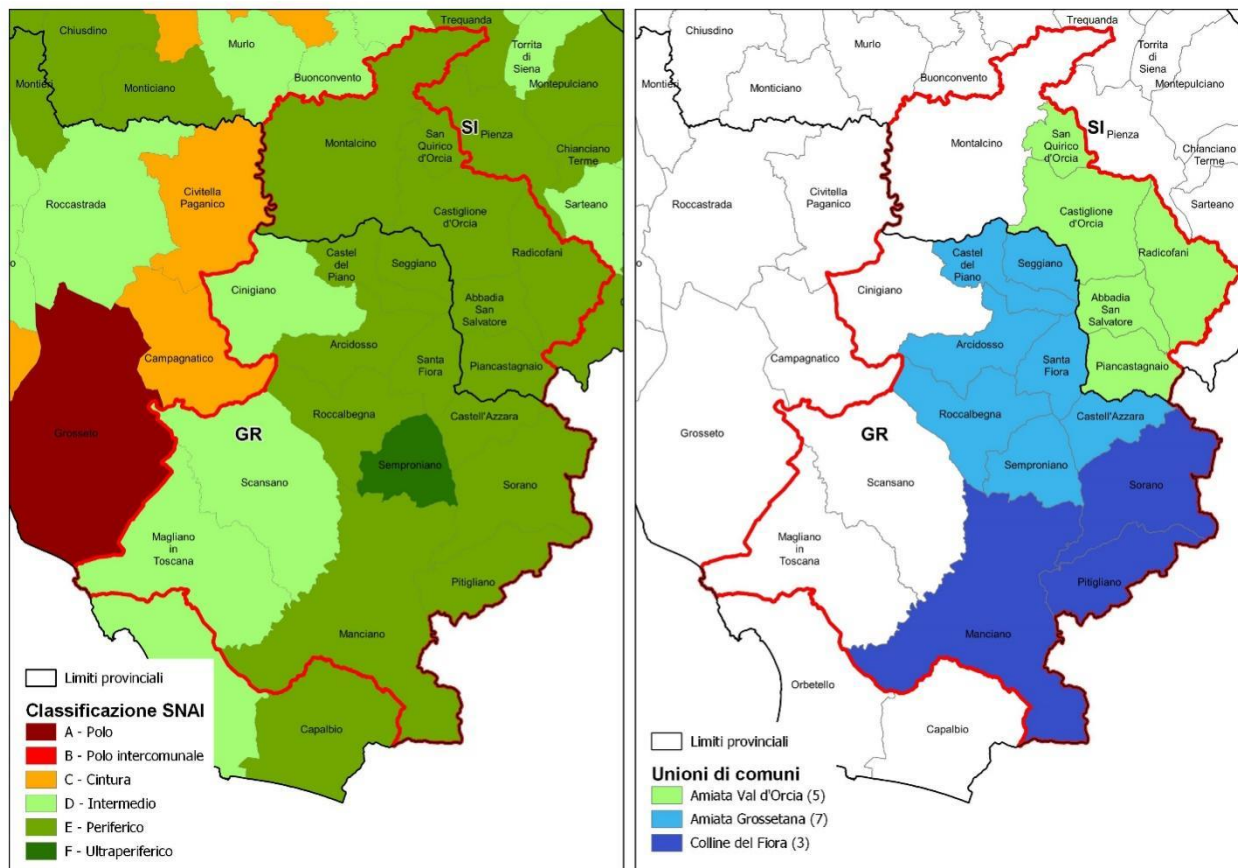 Chiusdino
Murlo
Trequanda
Torrita
di
Siena
Buonconvento
Montieri
Monticiano
Montepulciano
SI
Montalcino
San
Quirico
d'Orcia
Pienza
Chianciano
Terme
Civitella
Paganico
Roccastrada
Sarteano
Castiglione
d'Orcia
Radicofani
Castel
del
Piano
Seggiano
Cinigiano
Abbadia
San
Salvatore
Arcidosso
Campagnatico
Santa
Fiora
Piancastagnaio
Roccalbegna
Castell'Azzara
Grosseto
GR
Semproniano
Scansano
Sorano
Magliano
in
Toscana
Pitigliano
Manciano
Capalbio
Limiti provinciali
Classificazione SNAI
A - Polo
B - Polo intercomunale
C - Cintura
D - Intermedio
E - Periferico
F - Ultraperiferico
Chiusdino
Murlo
Trequanda
Torrita
di
Siena
Buonconvento
Montieri
Monticiano
Montepulciano
SI
Montalcino
San
Quirico
d'Orcia
Pienza
Chianciano
Terme
Civitella
Paganico
Roccastrada
Sarteano
Castiglione
d'Orcia
Radicofani
Castel
del
Piano
Seggiano
Cinigiano
Abbadia
San
Salvatore
Arcidosso
Campagnatico
Santa
Fiora
Piancastagnaio
Roccalbegna
Castell'Azzara
Grosseto
GR
Semproniano
Scansano
Sorano
Magliano
in
Toscana
Pitigliano
Manciano
Orbetello
Capalbio
Limiti provinciali
Unioni di comuni
Amiata Val d'Orcia (5)
Amiata Grossetana (7)
Colline del Fiora (3)